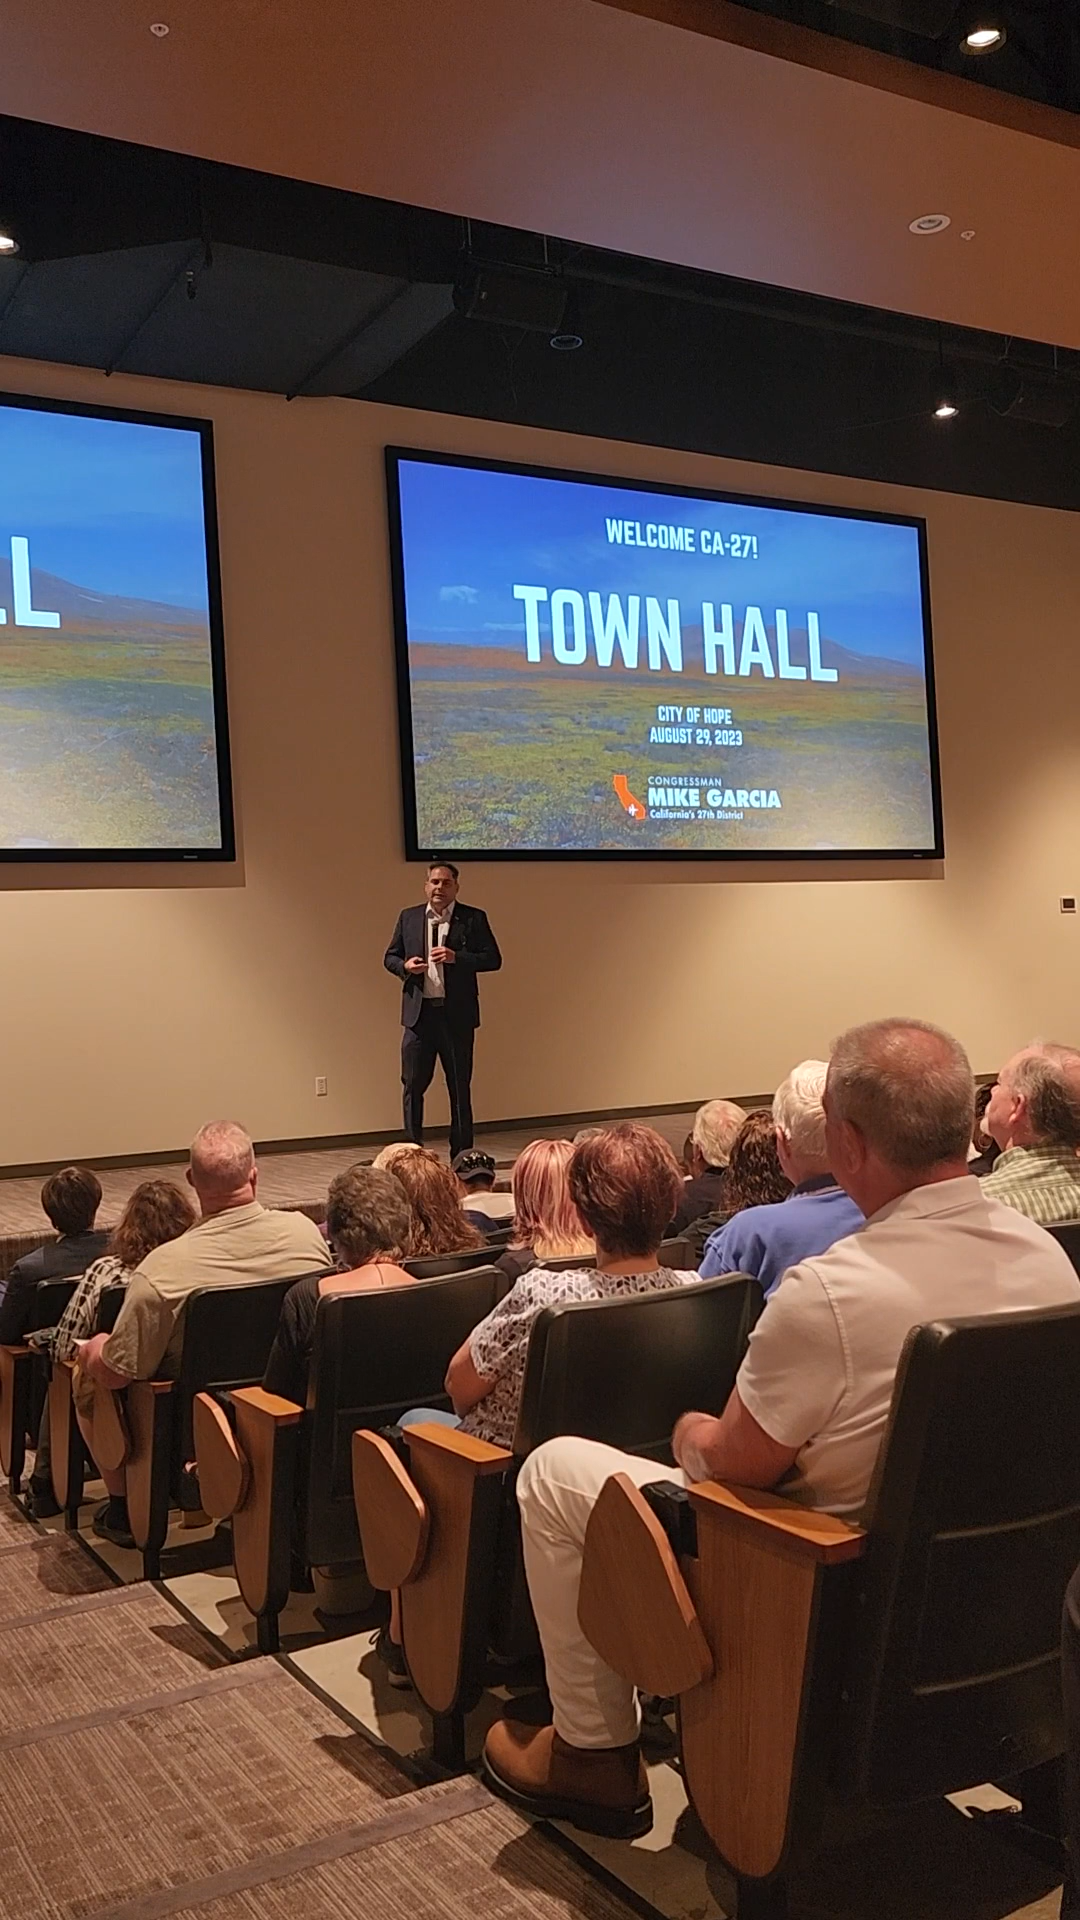 LL
WELCOME CA-27!
TOWN HALL
CITY OF HOPE
AUGUST 29, 2023
CONGRESSMAN
MIKE GARCIA
California's 27th District